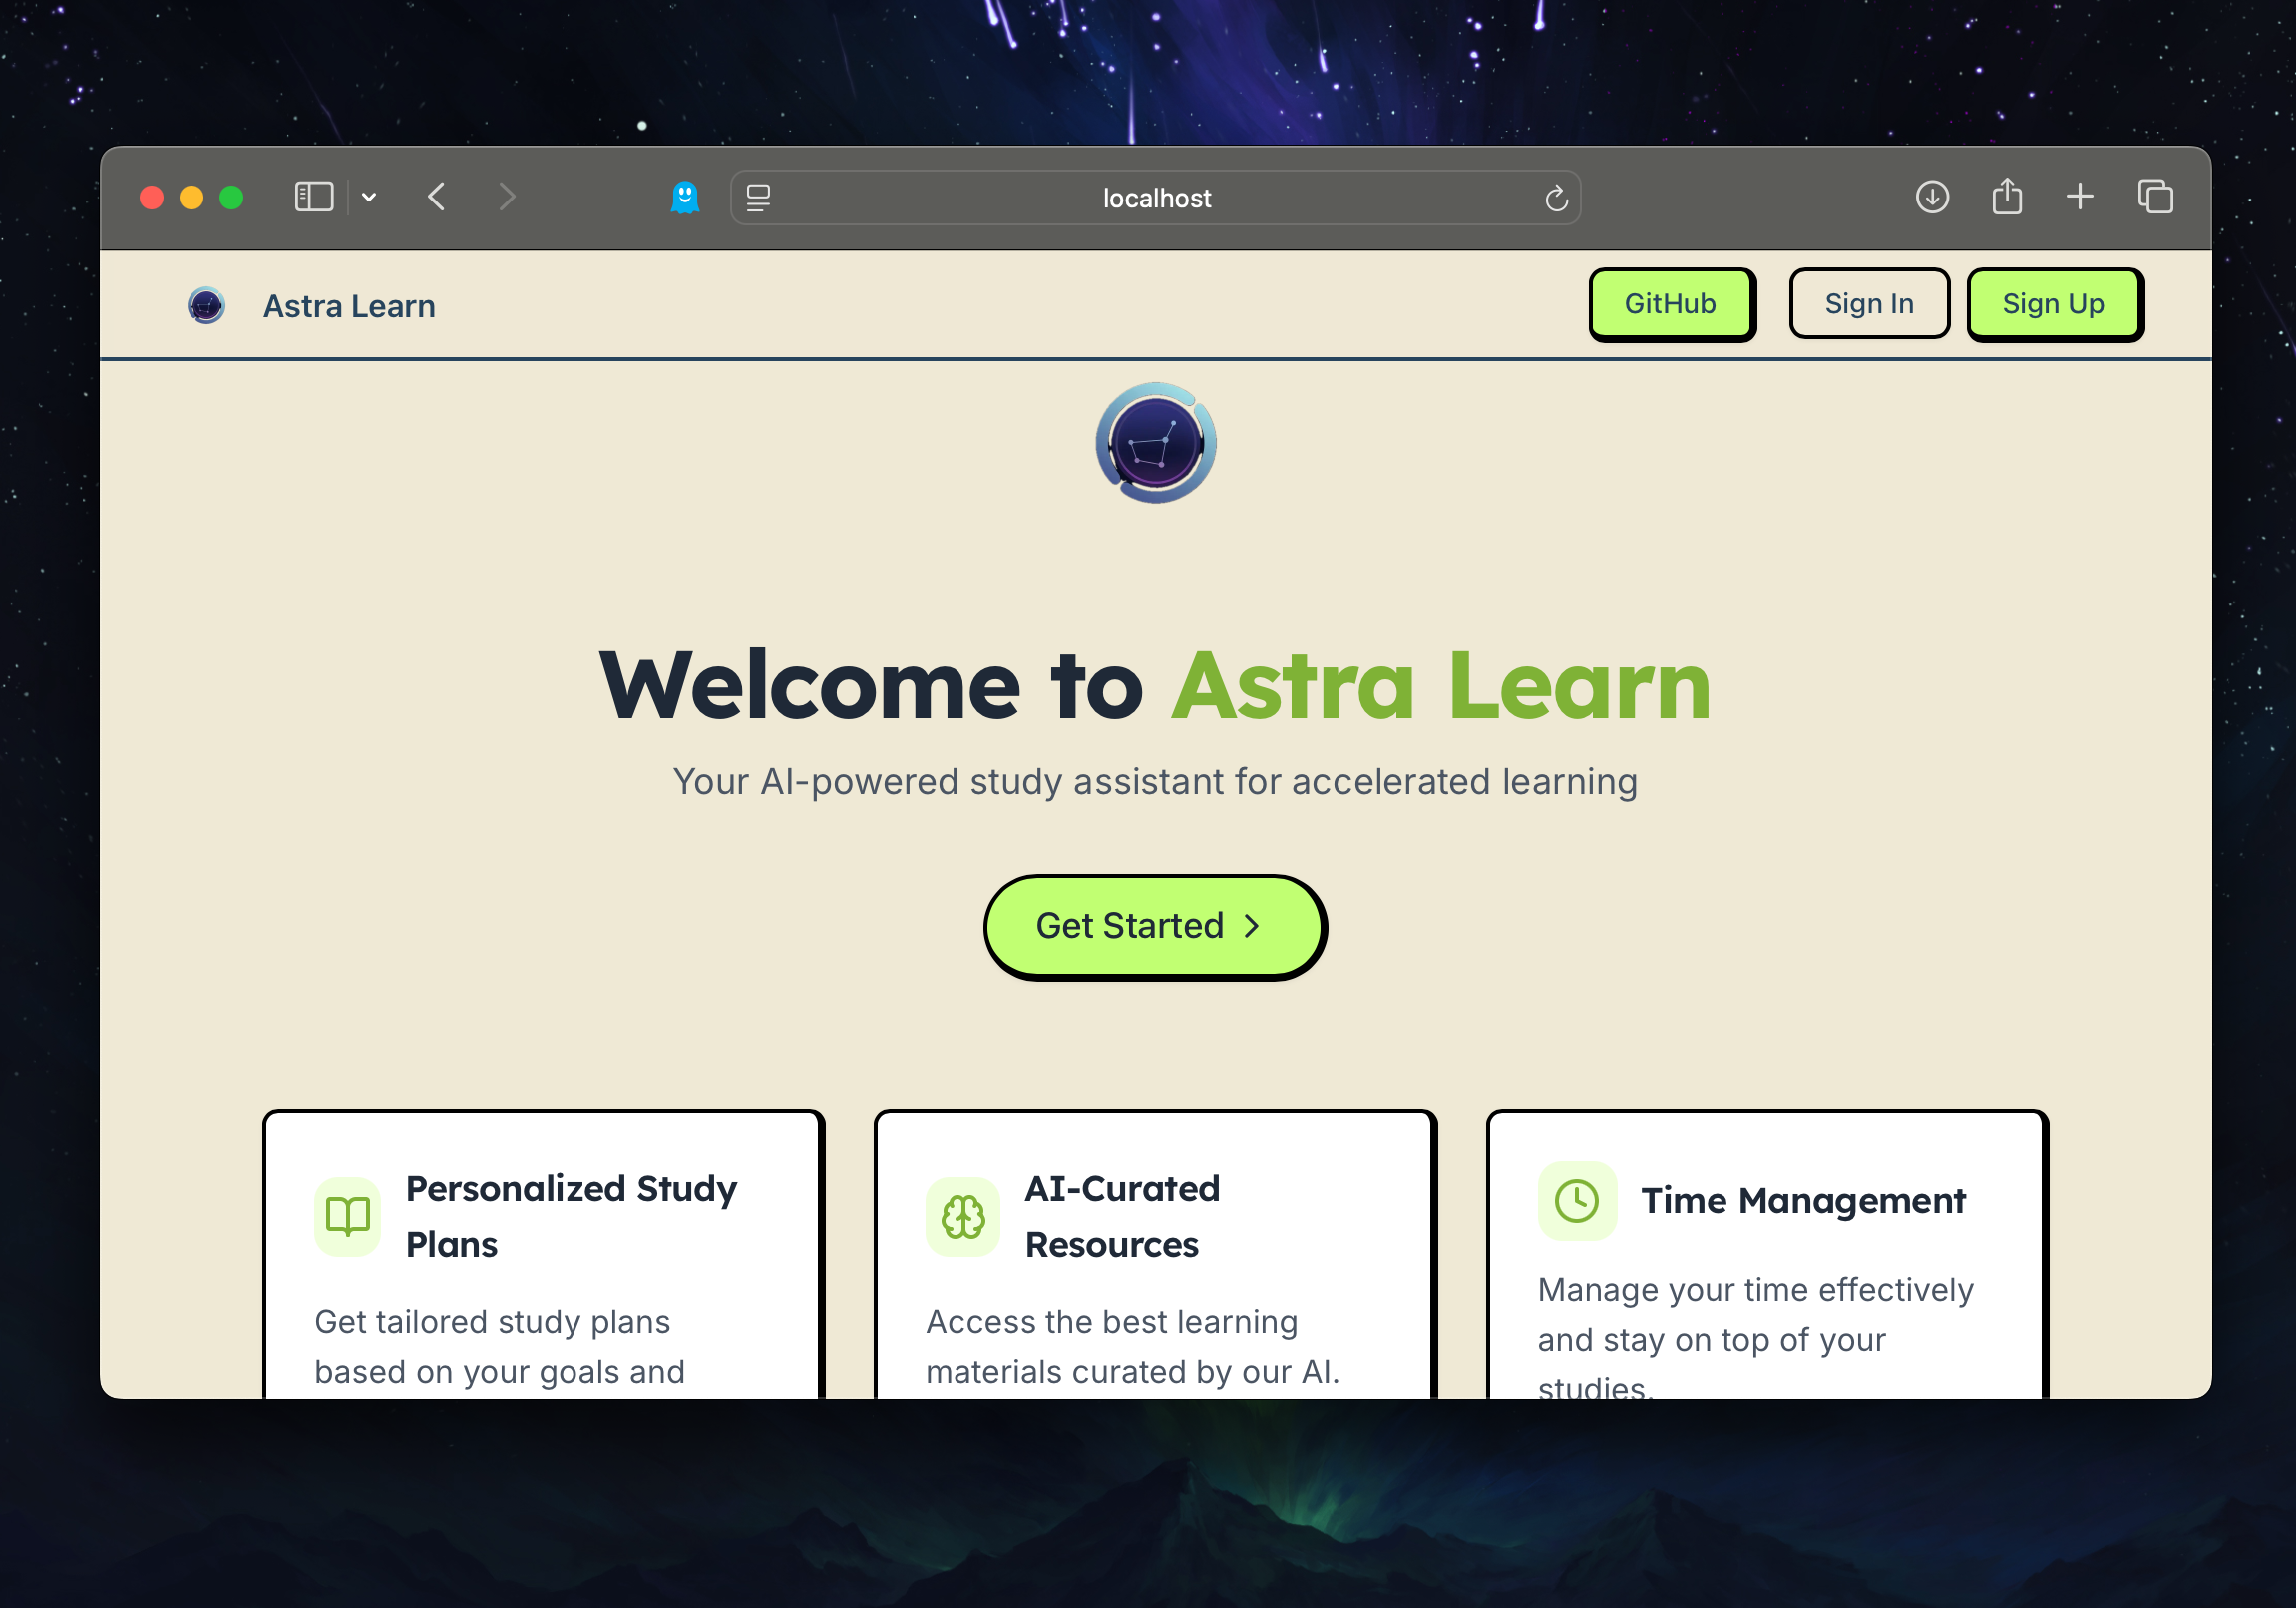 localhost
Astra Learn
GitHub
Sign In
Sign Up
Welcome to Astra Learn
Your AI-powered study assistant for accelerated learning
Get Started
Personalized Study
Plans
Get tailored study plans
based on your goals and
AI-Curated
Resources
Access the best learning
materials curated by our AI.
Time Management
Manage your time effectively
and stay on top of your
studies.